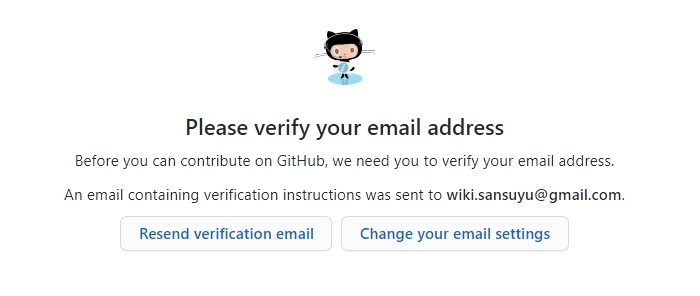 Please verify your email address
Before you can contribute on GitHub, we need you to verify your email address.
An email containing verification instructions was sent to wiki.sansuyu@gmail.com.
Resend verification email
Change your email settings